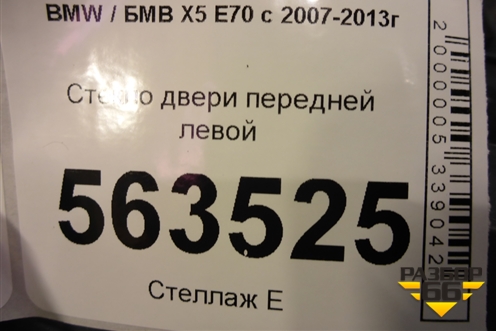 BMW / БМВ X5 E70 с 2007-2013г
Стекло двери передней
левой
563525
Стеллаж Е
2000005339042
РАЗБОР
66